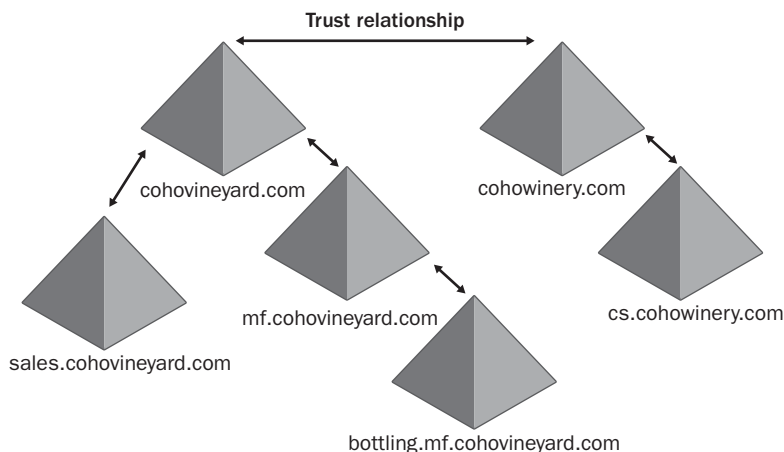 Trust relationship
cohovineyard.com
cohowinery.com
mf.cohovineyard.com
cs.cohowinery.com
sales.cohovineyard.com
bottling.mf.cohovineyard.com